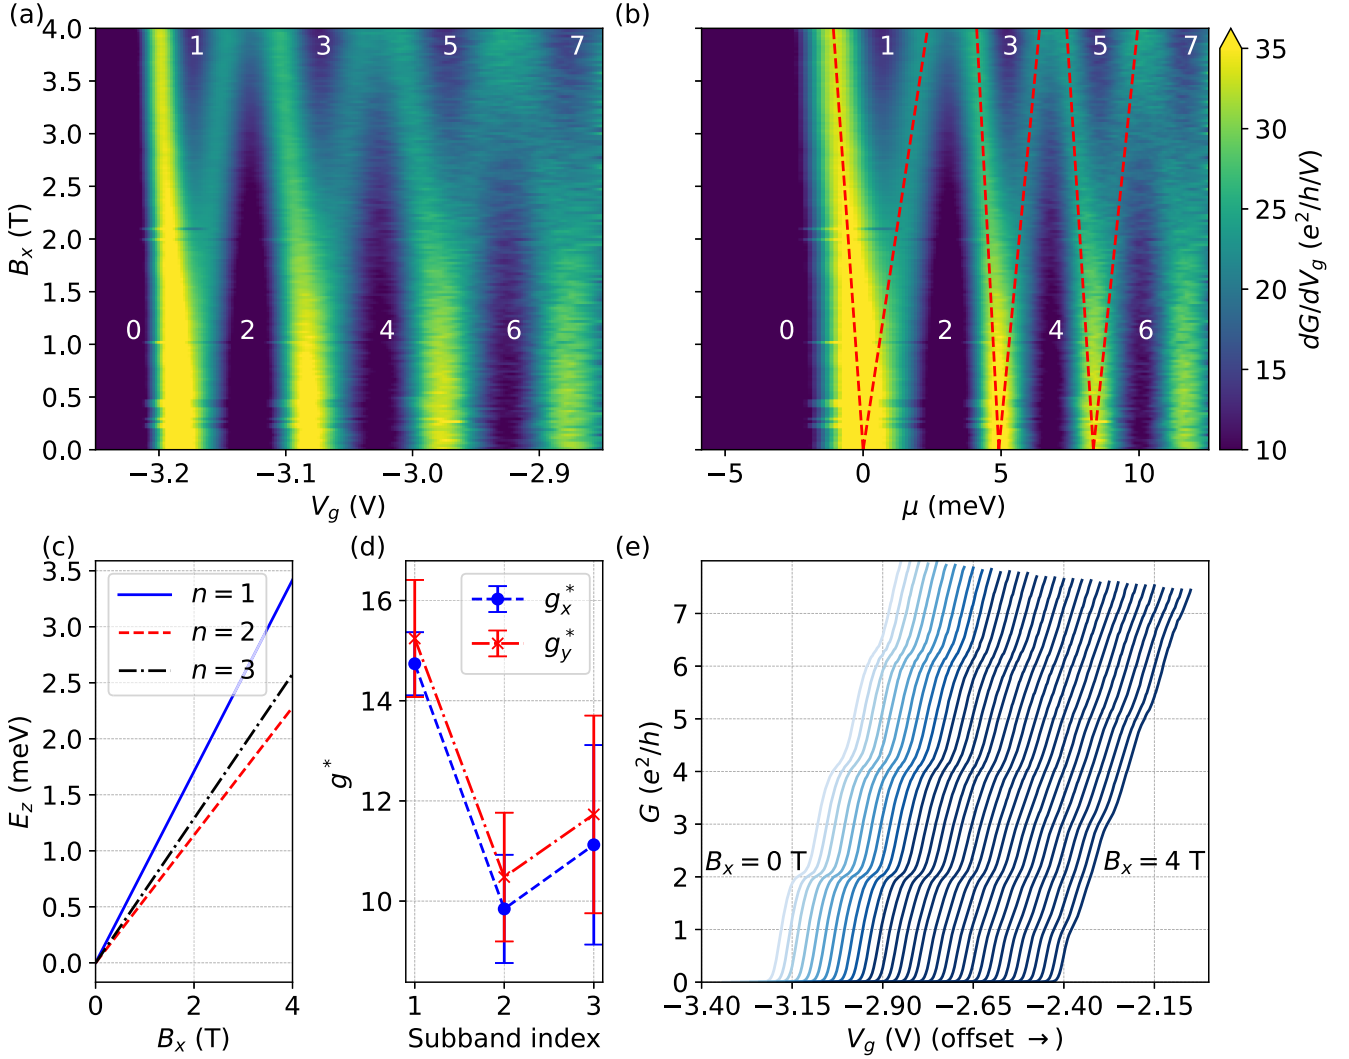 (a)
4.0
3.5
3.0
2.5
2.0
1.5
1.0
0.5
0.0
B_x (T)
1 3 5 7
0 2 4 6
−3.2 −3.1 −3.0 −2.9
V_g (V)
(b)
1 3 5 7
0 2 4 6
−5 0 5 10
μ (meV)
35
30
25
20
15
10
dG/dV_g (e²/h/V)
(c)
3.5
3.0
2.5
2.0
1.5
1.0
0.5
0.0
E_z (meV)
n = 1
n = 2
n = 3
0 2 4
B_x (T)
(d)
16
14
12
10
g*
g_x*
g_y*
1 2 3
Subband index
(e)
7
6
5
4
3
2
1
0
G (e²/h)
B_x = 0 T
B_x = 4 T
−3.40 −3.15 −2.90 −2.65 −2.40 −2.15
V_g (V) (offset →)